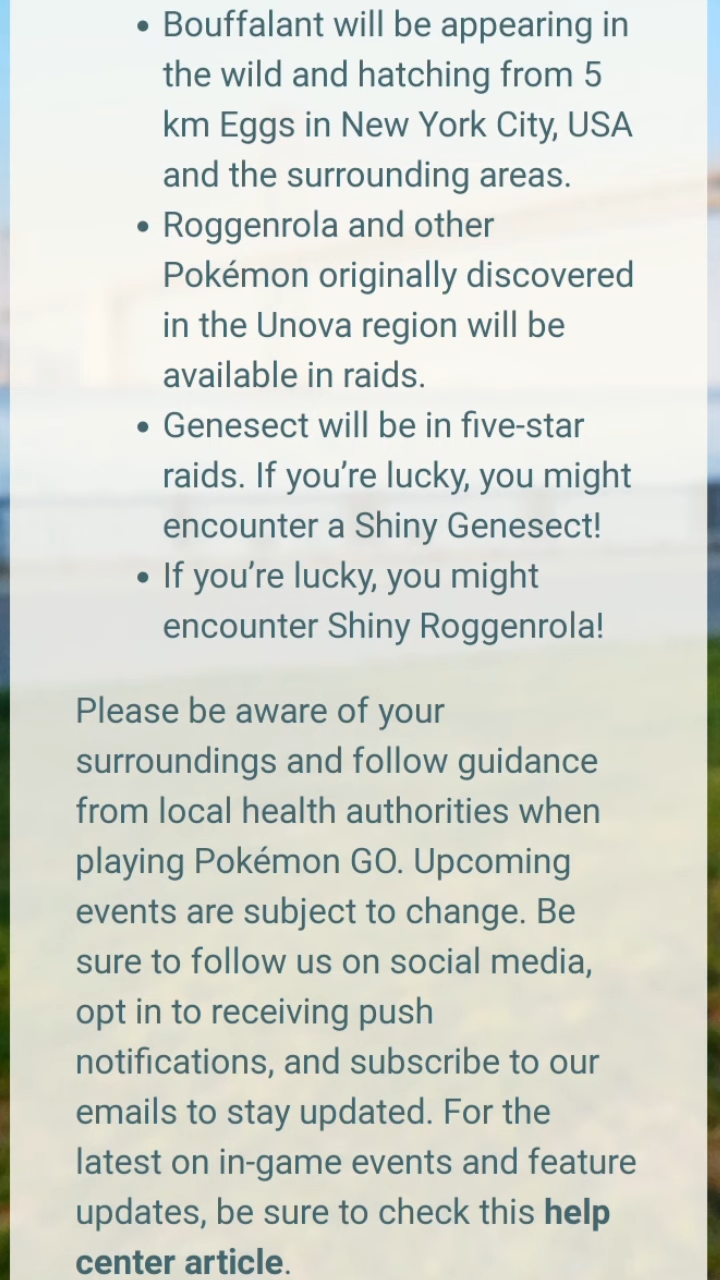 • Bouffalant will be appearing in
the wild and hatching from 5
km Eggs in New York City, USA
and the surrounding areas.
• Roggenrola and other
Pokémon originally discovered
in the Unova region will be
available in raids.
• Genesect will be in five-star
raids. If you’re lucky, you might
encounter a Shiny Genesect!
• If you’re lucky, you might
encounter Shiny Roggenrola!
Please be aware of your
surroundings and follow guidance
from local health authorities when
playing Pokémon GO. Upcoming
events are subject to change. Be
sure to follow us on social media,
opt in to receiving push
notifications, and subscribe to our
emails to stay updated. For the
latest on in-game events and feature
updates, be sure to check this help
center article.